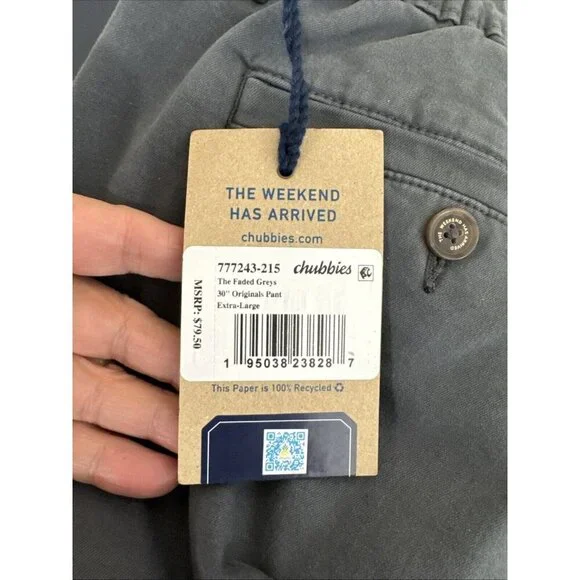 THE WEEKEND
HAS ARRIVED
chubbies.com
777243-215 chubbies
The Faded Greys
30" Originals Pant
Extra-Large
MSRP: $79.50
1 95038 23828 7
This Paper is 100% Recycled
THE WEEKEND HAS ARRIVED